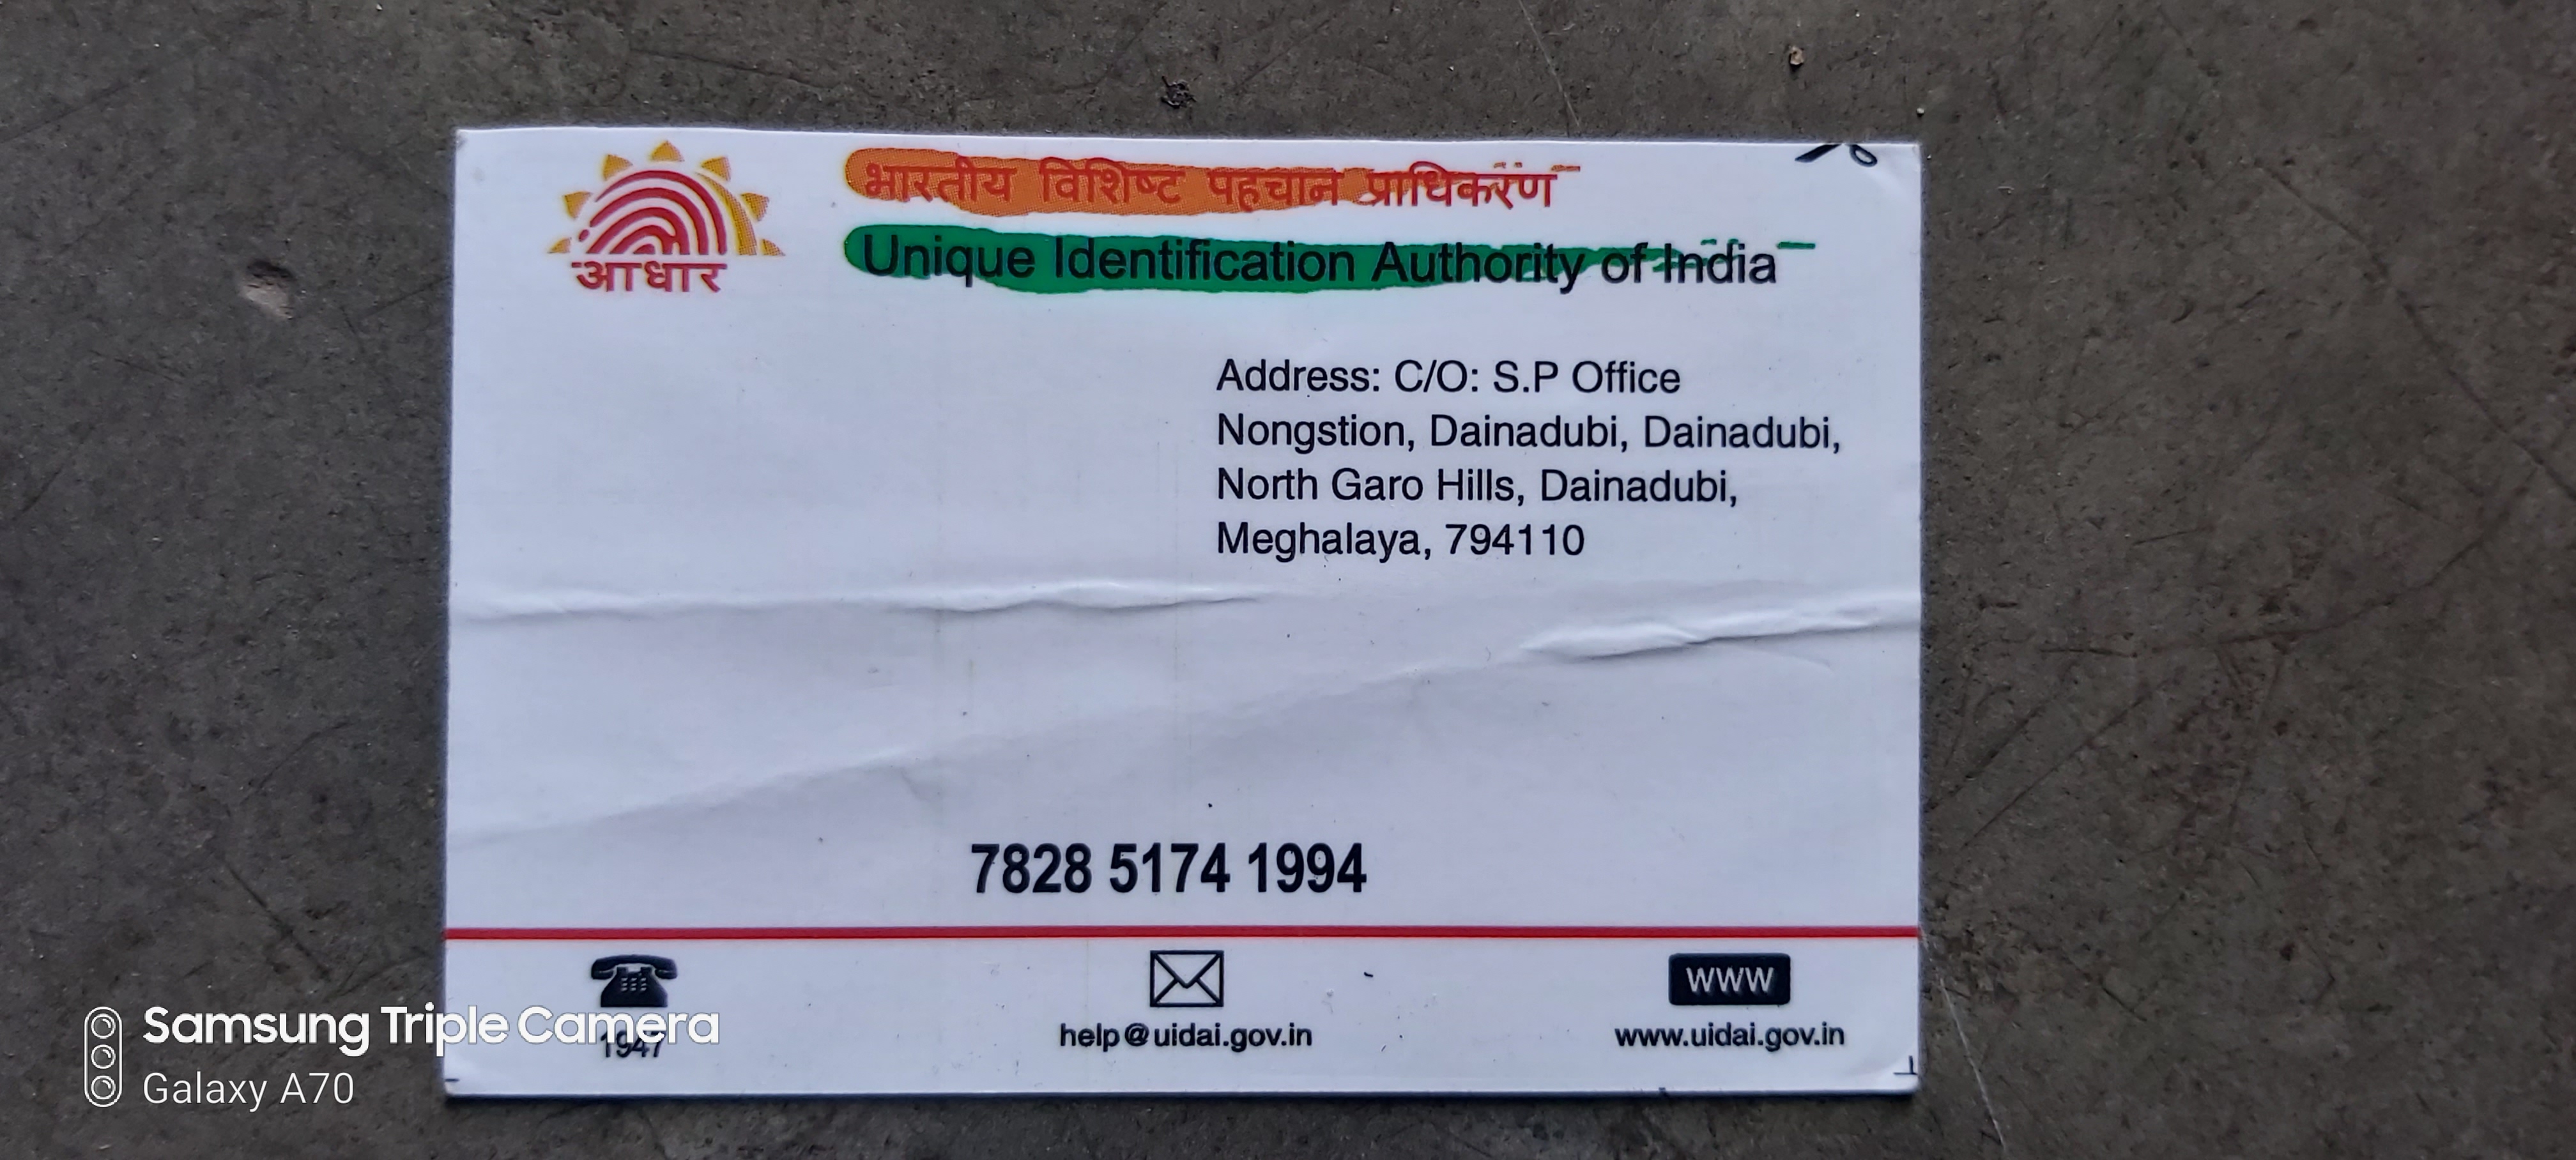 आधार
भारतीय विशिष्ट पहचान प्राधिकरण
Unique Identification Authority of India
Address: C/O: S.P Office
Nongstion, Dainadubi, Dainadubi,
North Garo Hills, Dainadubi,
Meghalaya, 794110
7828 5174 1994
1947
help@uidai.gov.in
WWW
www.uidai.gov.in
Samsung Triple Camera
Galaxy A70